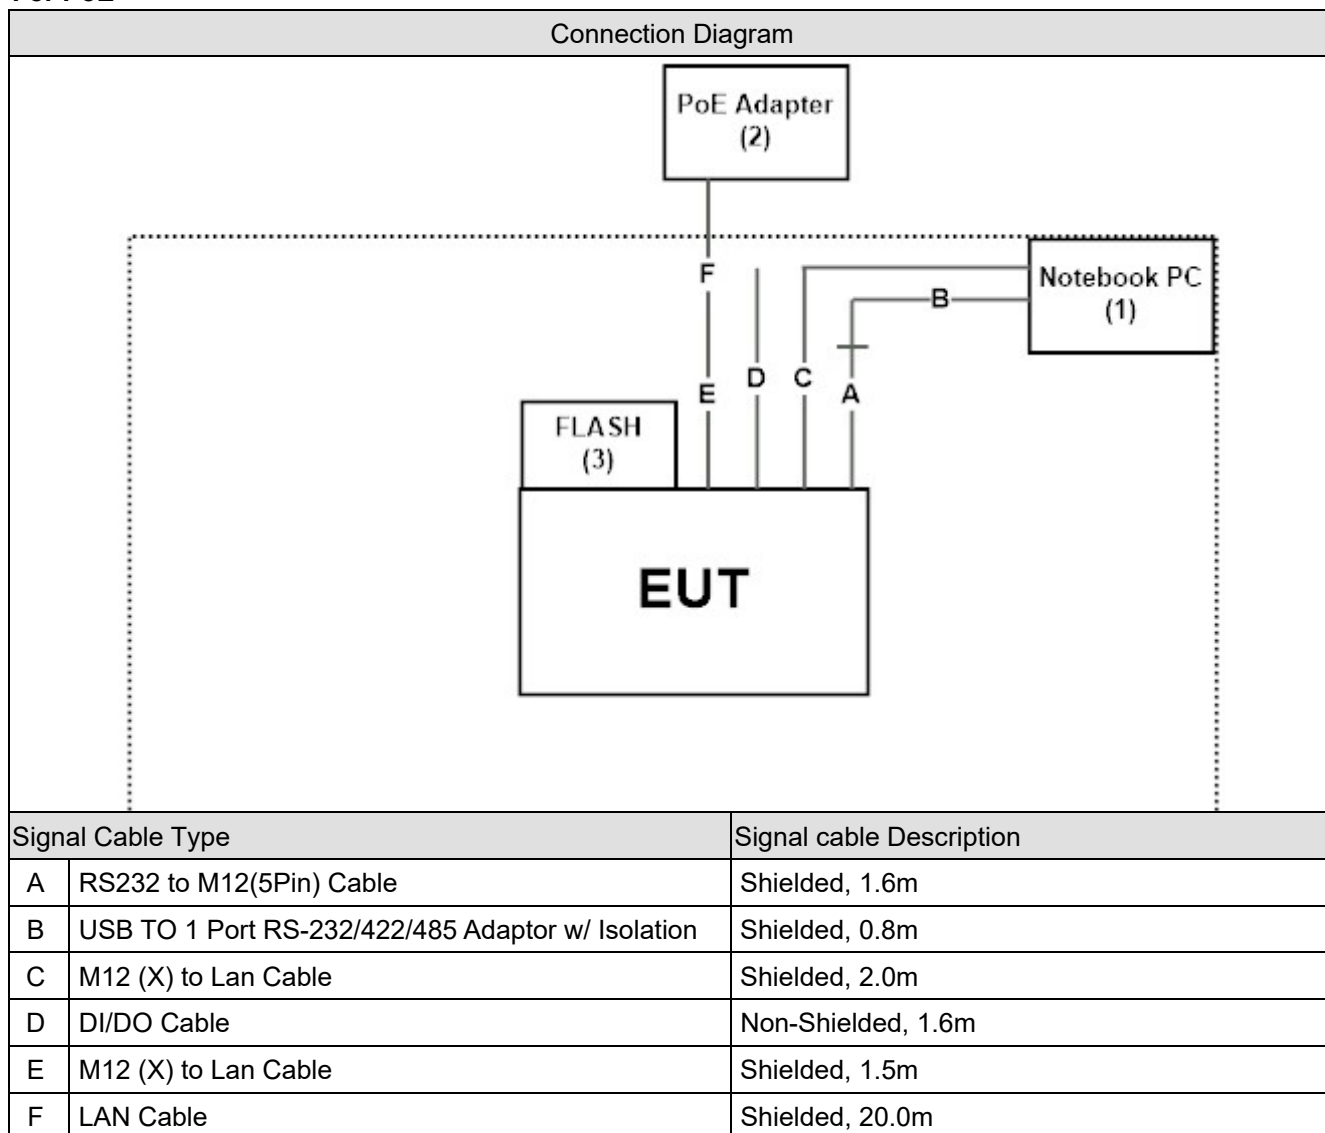 Connection Diagram
PoE Adapter
(2)
F
Notebook PC
(1)
B
D
C
E
A
FLASH
(3)
EUT
Signal Cable Type Signal cable Description
A RS232 to M12(5Pin) Cable Shielded, 1.6m
B USB TO 1 Port RS-232/422/485 Adaptor w/ Isolation Shielded, 0.8m
C M12 (X) to Lan Cable Shielded, 2.0m
D DI/DO Cable Non-Shielded, 1.6m
E M12 (X) to Lan Cable Shielded, 1.5m
F LAN Cable Shielded, 20.0m